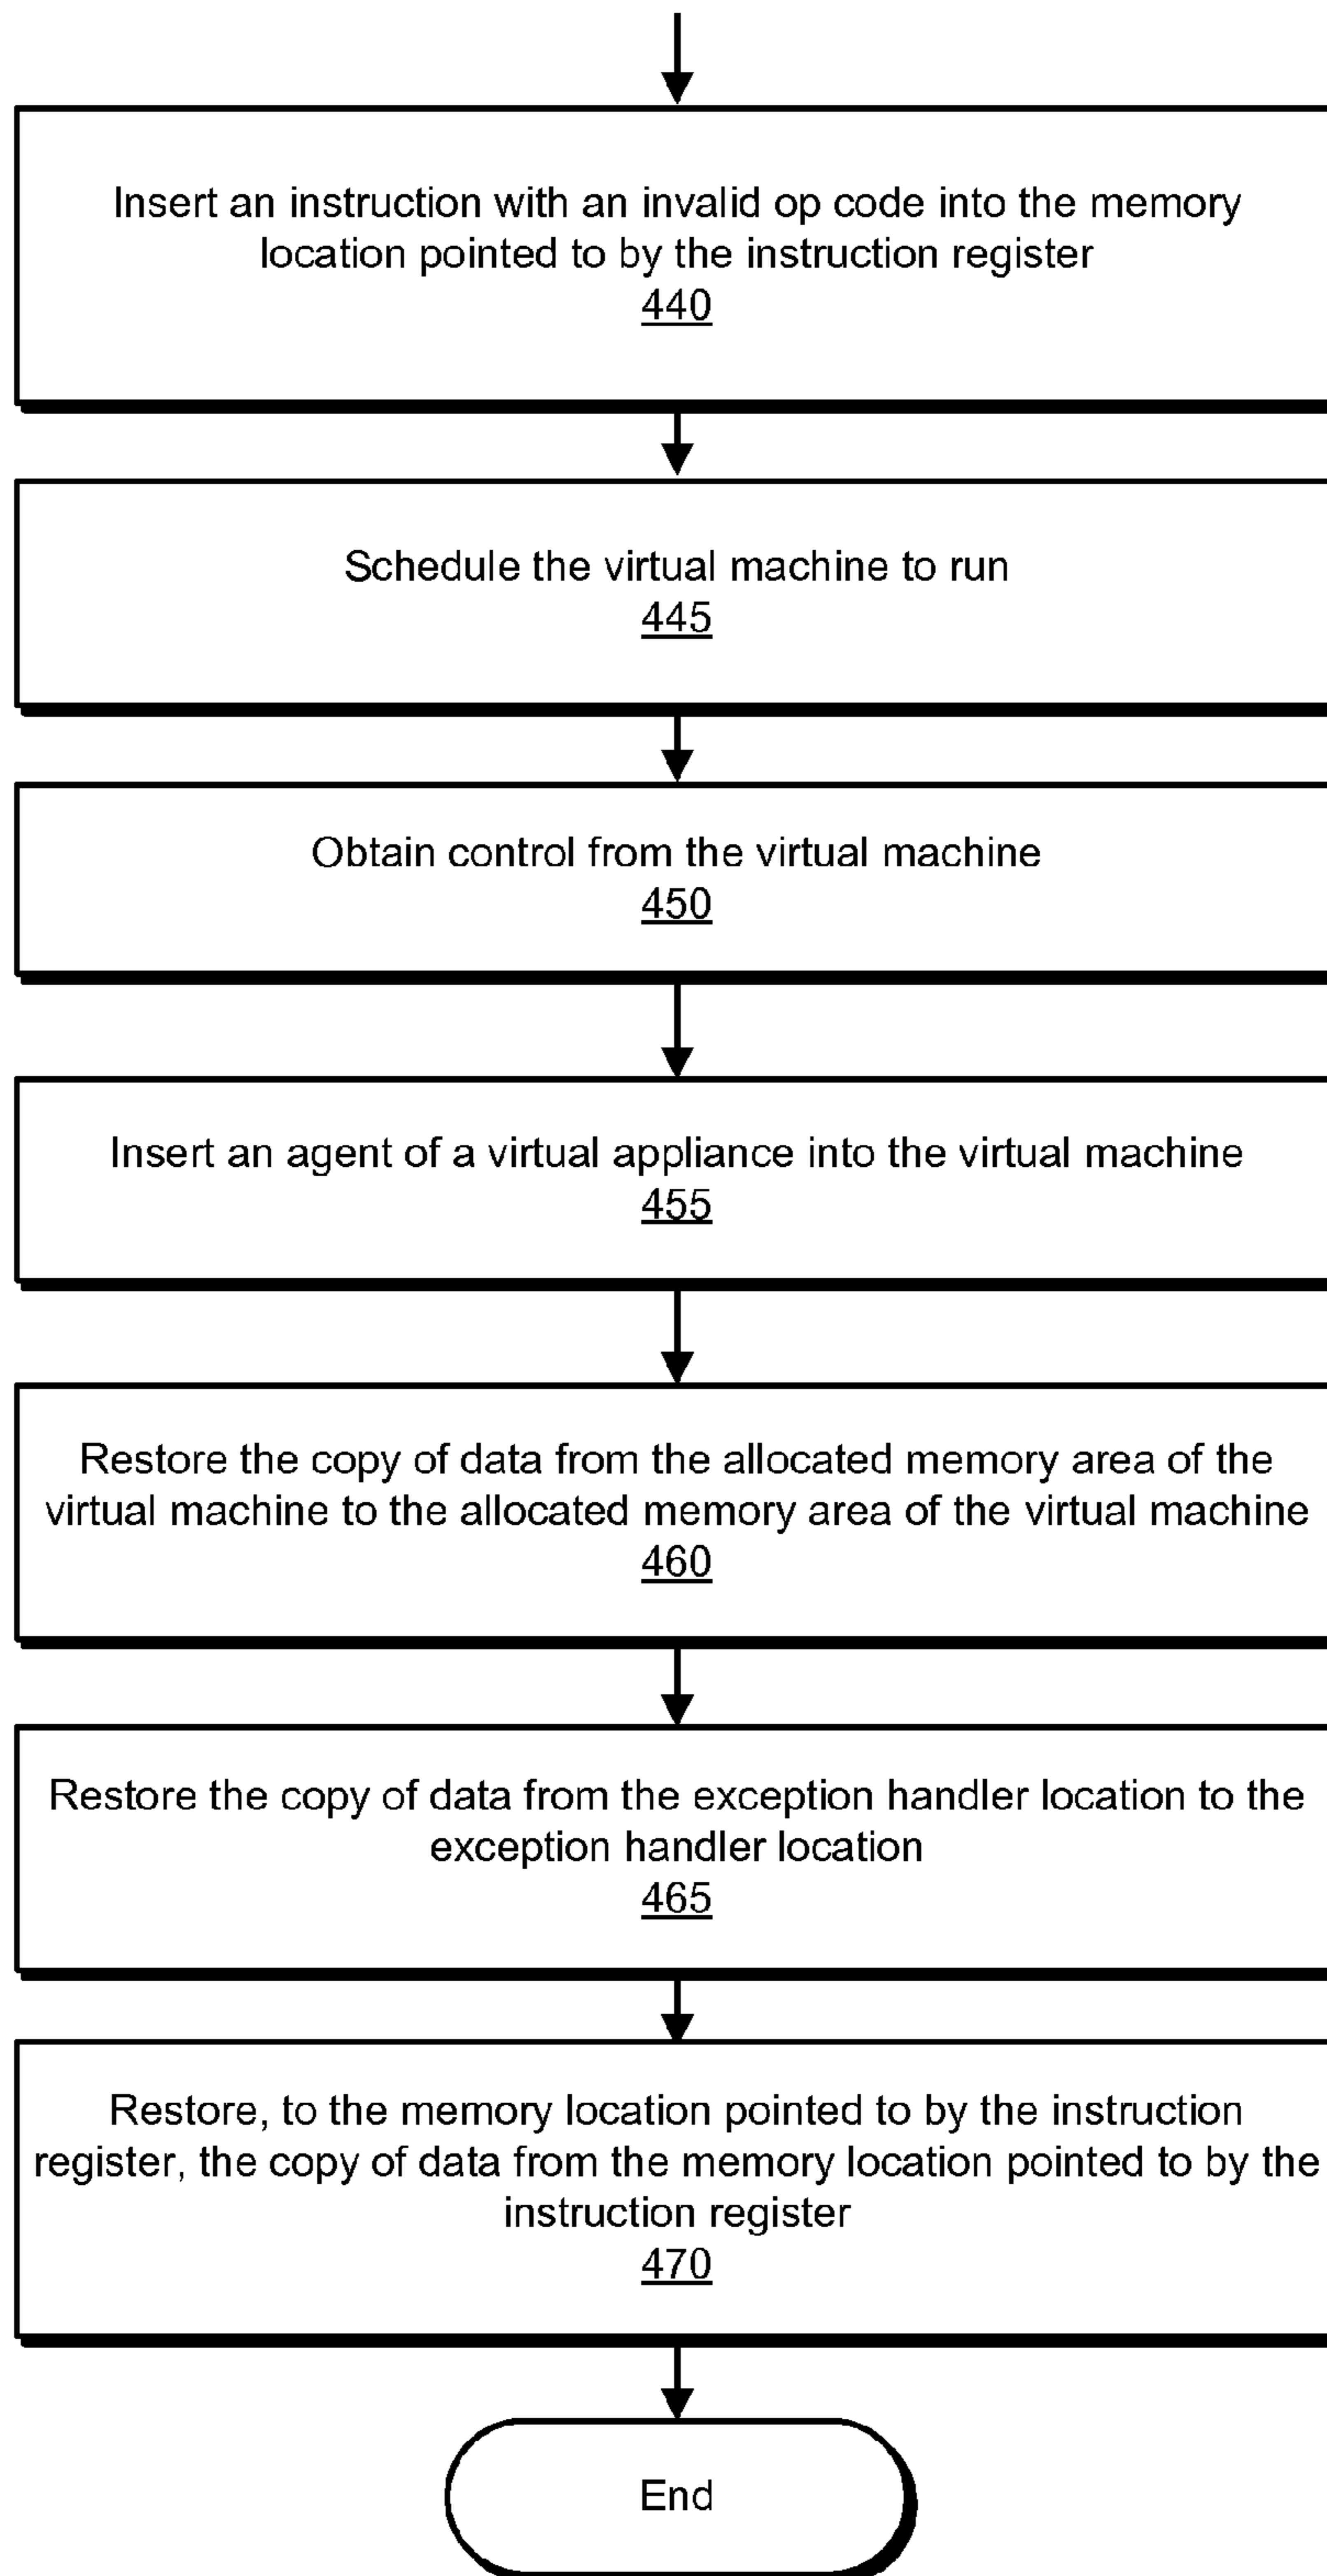 Insert an instruction with an invalid op code into the memory
location pointed to by the instruction register
440
Schedule the virtual machine to run
445
Obtain control from the virtual machine
450
Insert an agent of a virtual appliance into the virtual machine
455
Restore the copy of data from the allocated memory area of the
virtual machine to the allocated memory area of the virtual machine
460
Restore the copy of data from the exception handler location to the
exception handler location
465
Restore, to the memory location pointed to by the instruction
register, the copy of data from the memory location pointed to by the
instruction register
470
End